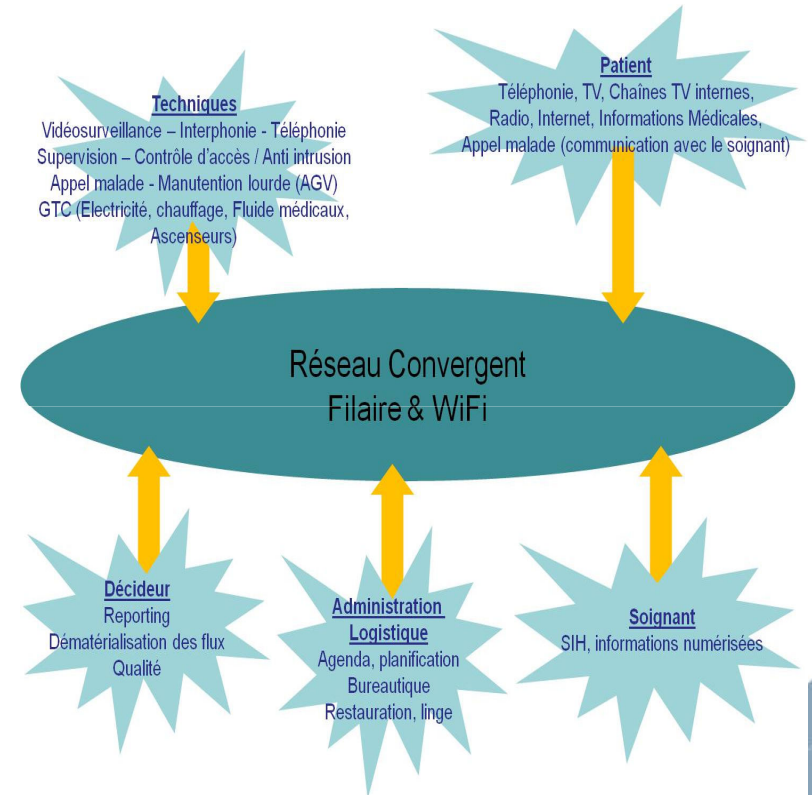 Techniques
Vidéosurveillance – Interphonie - Téléphonie
Supervision – Contrôle d'accès / Anti intrusion
Appel malade - Manutention lourde (AGV)
GTC (Electricité, chauffage, Fluide médicaux,
Ascenseurs)
Patient
Téléphonie, TV, Chaînes TV internes,
Radio, Internet, Informations Médicales,
Appel malade (communication avec le soignant)
Réseau Convergent
Filaire & WiFi
Décideur
Reporting
Dématérialisation des flux
Qualité
Administration
Logistique
Agenda, planification
Bureautique
Restauration, linge
Soignant
SIH, informations numérisées